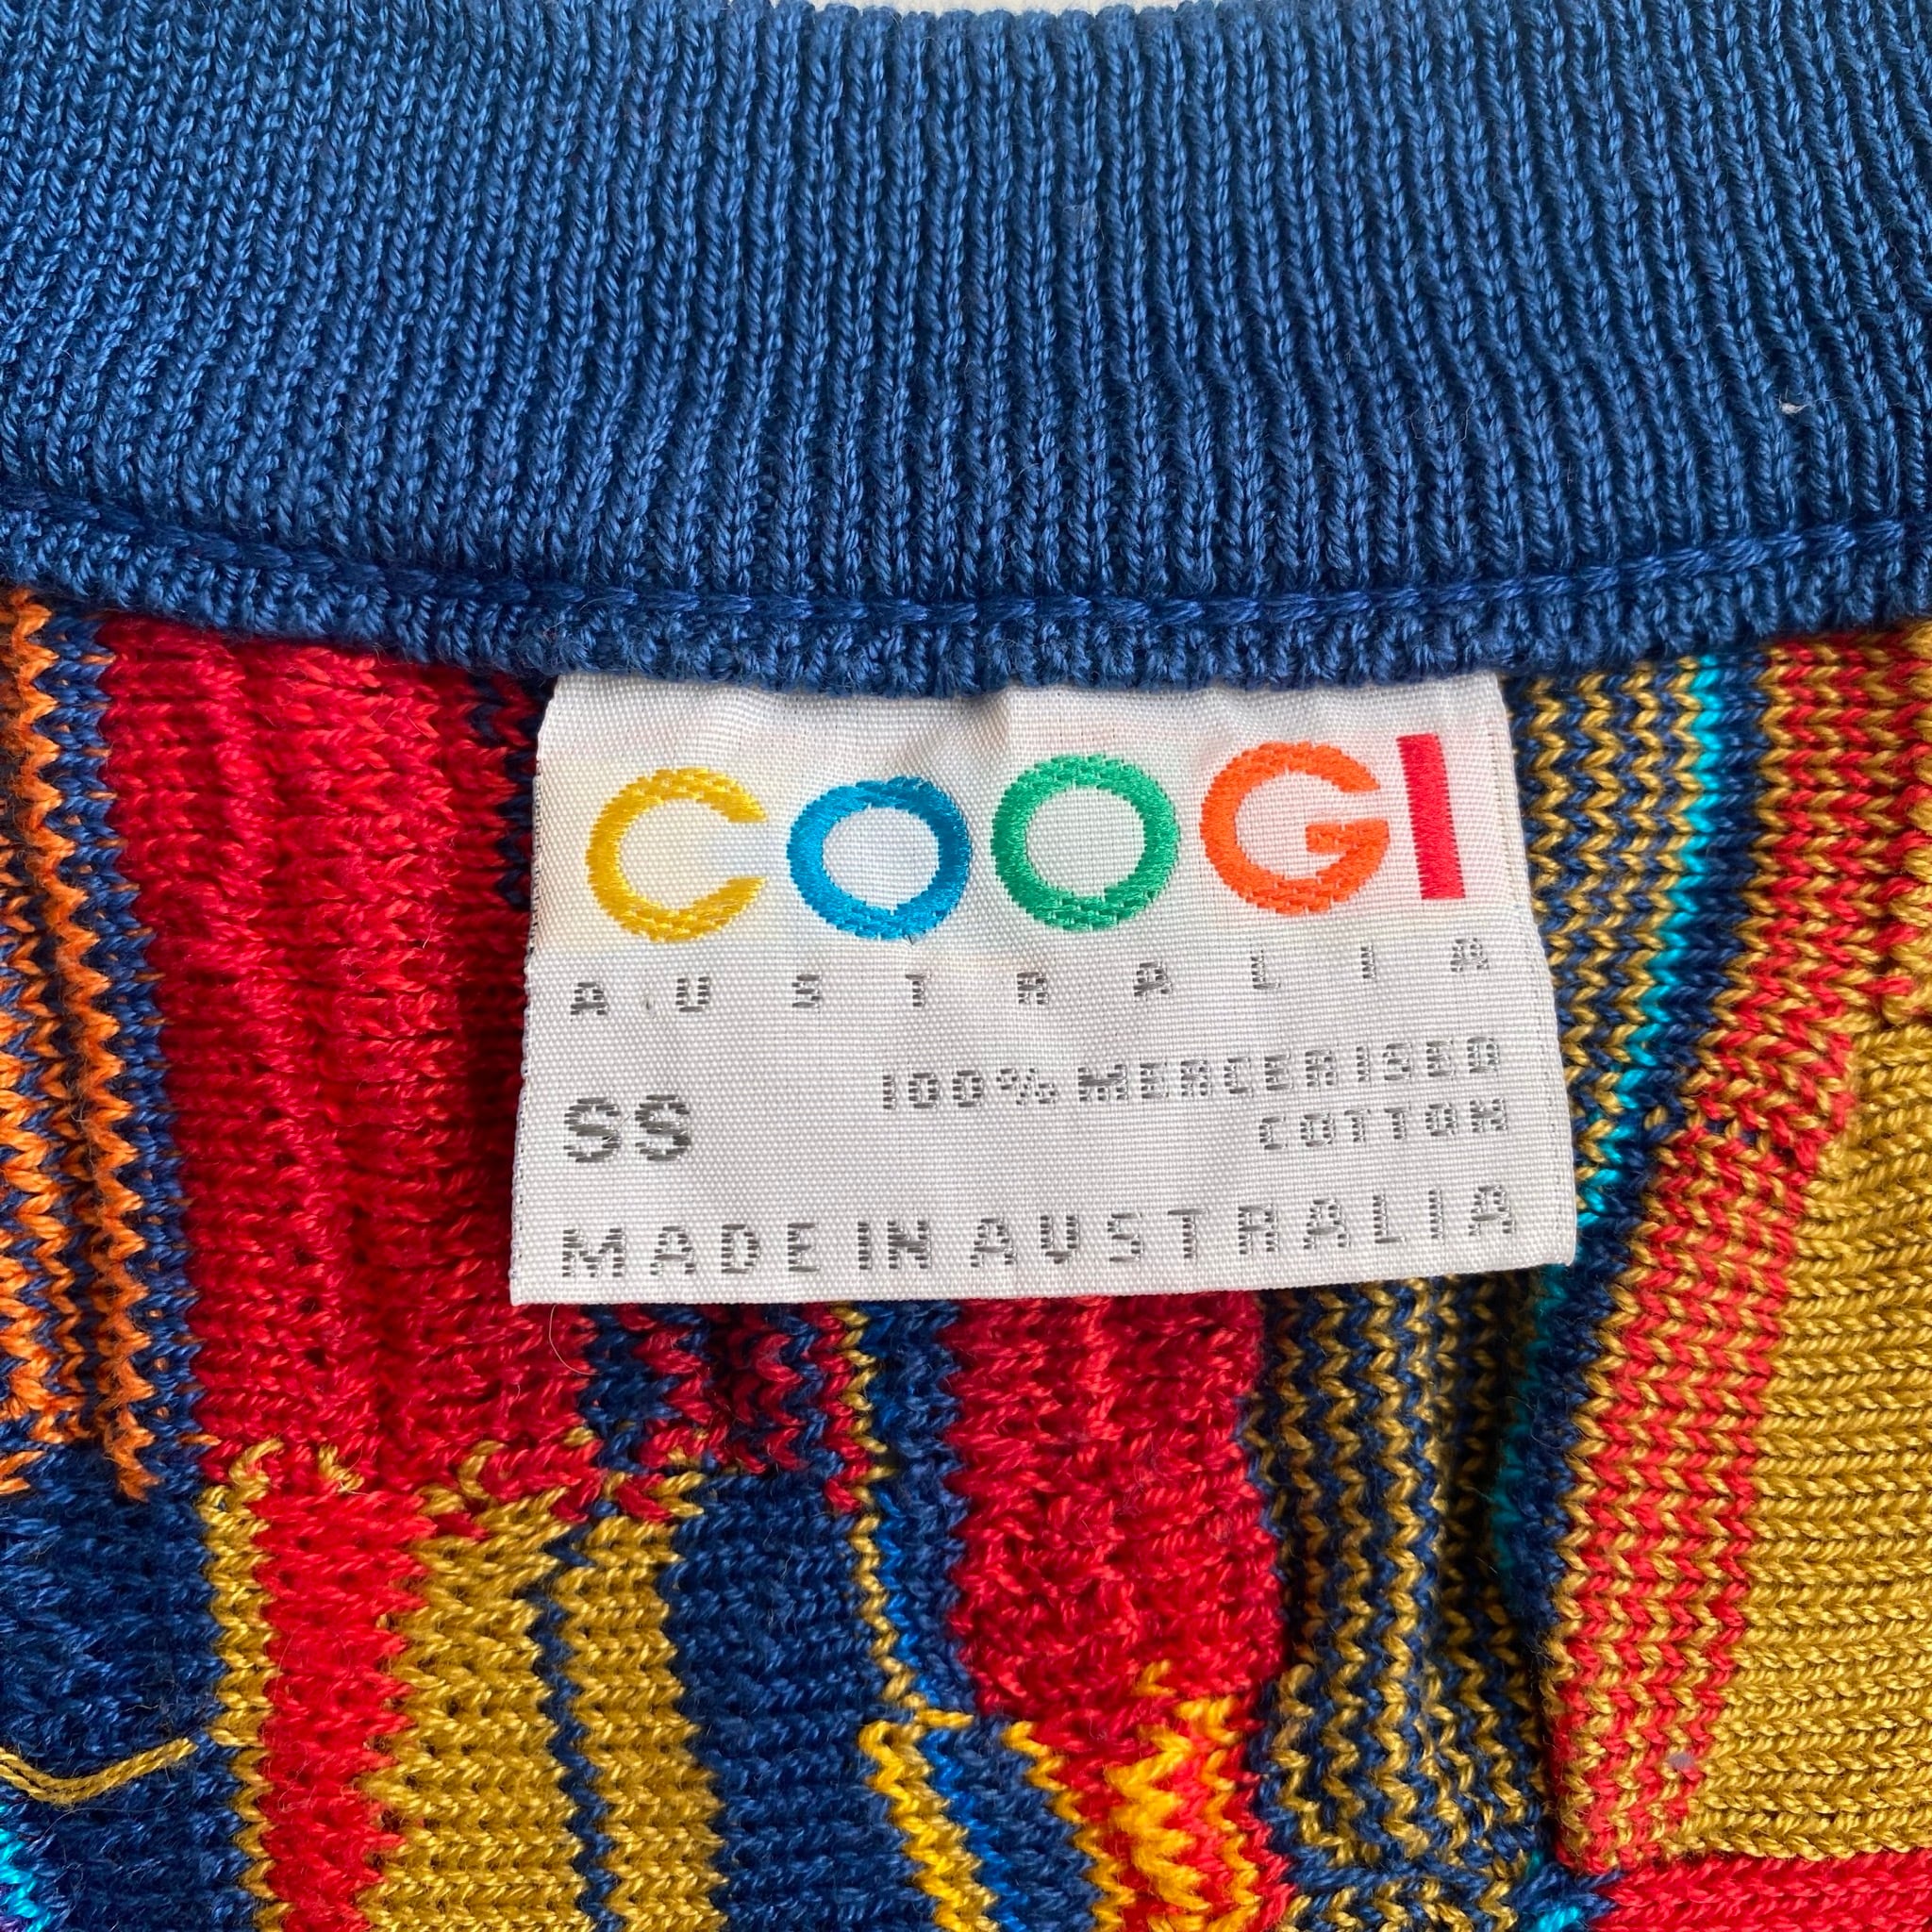 COOGI
AUSTRALIA
SS
100% MERCERISED
COTTON
MADE IN AUSTRALIA